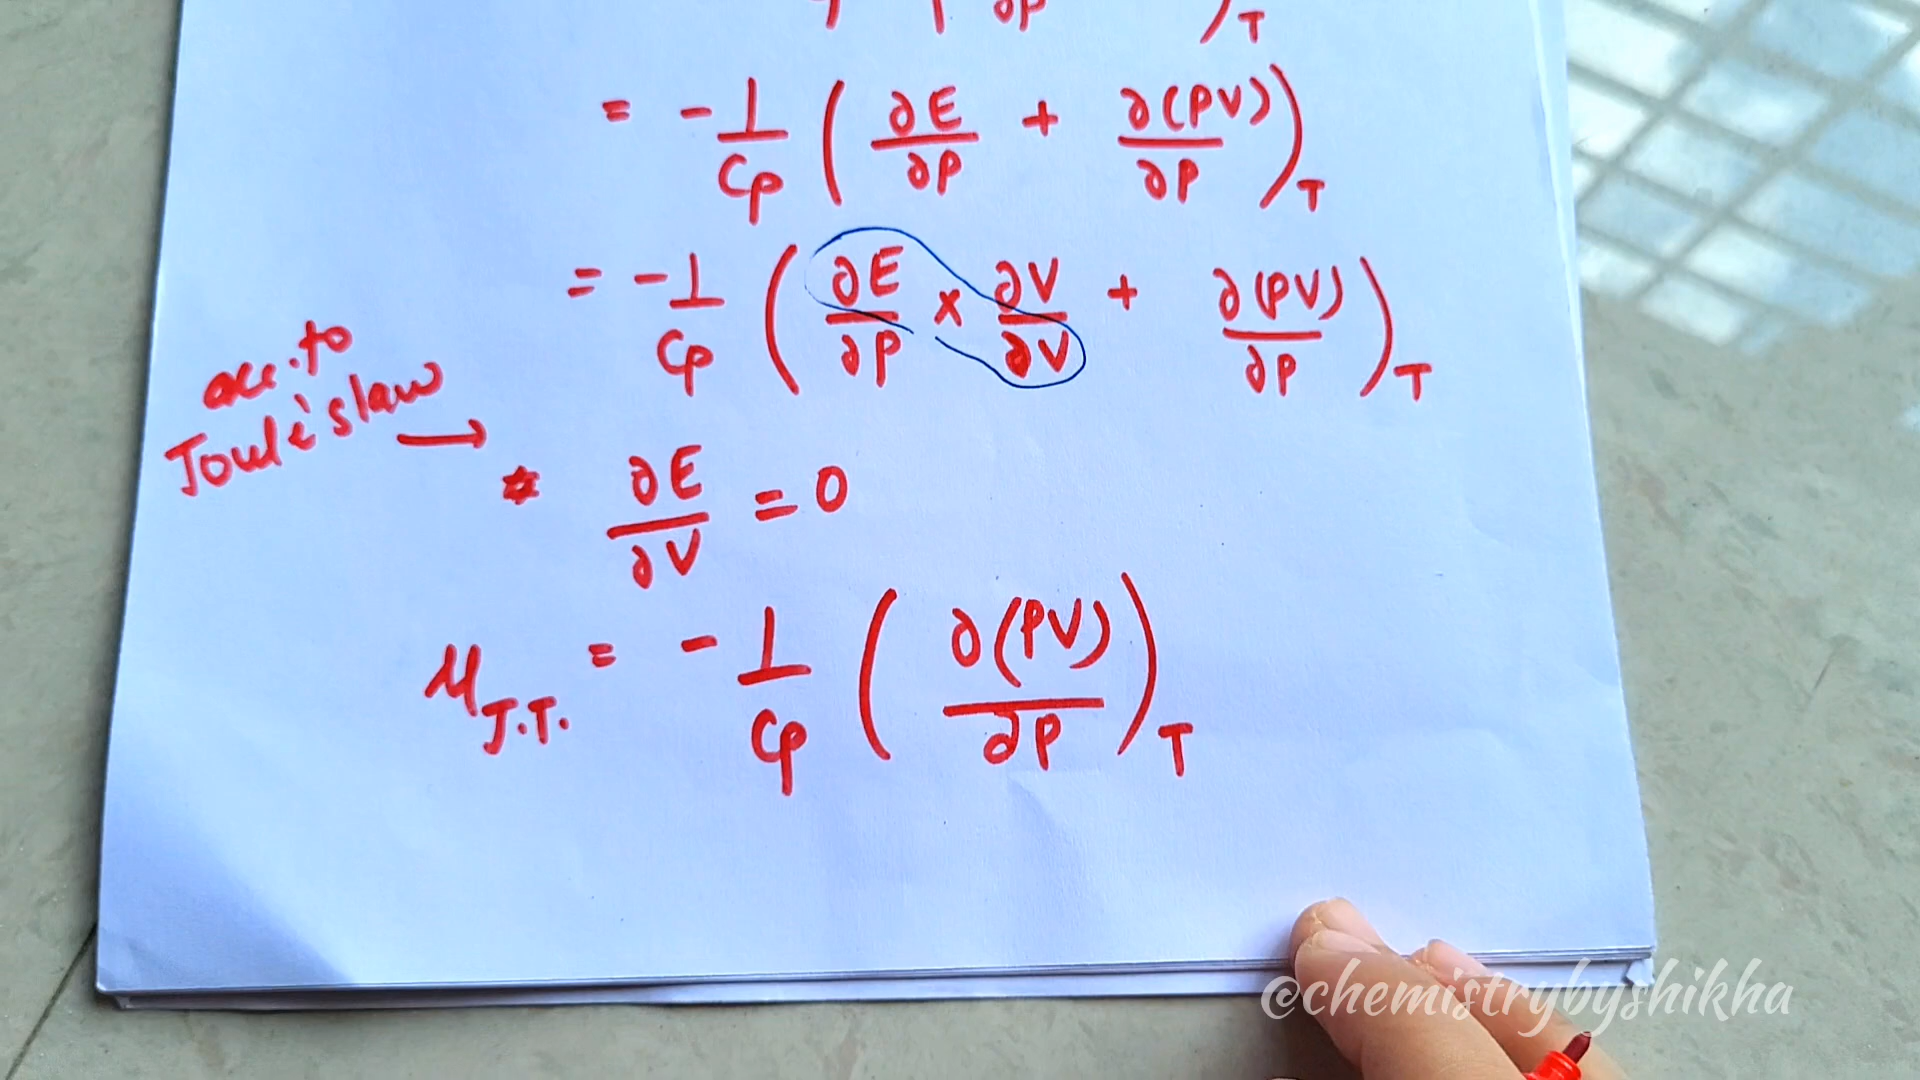 ∂P )T
= -1/Cp ( ∂E/∂P + ∂(PV)/∂P )T
= -1/Cp ( ∂E/∂P × ∂V/∂V + ∂(PV)/∂P )T
acc. to
Joule's law →
* ∂E/∂V = 0
μJ.T. = -1/Cp ( ∂(PV)/∂P )T
@chemistrybyshikha